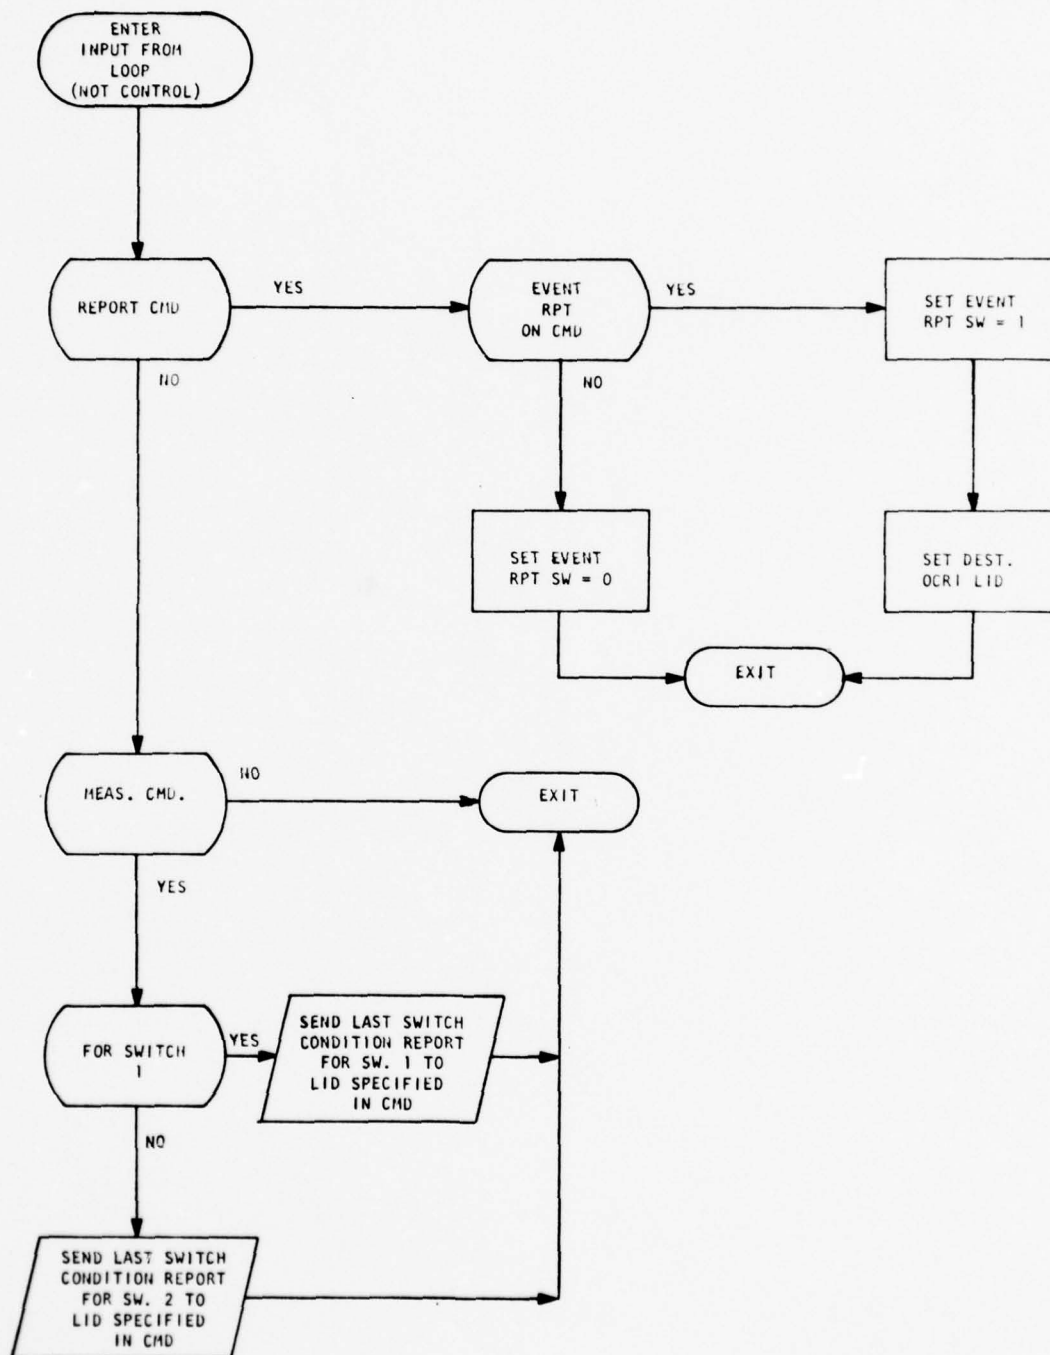 ENTER
INPUT FROM
LOOP
(NOT CONTROL)
REPORT CMD
YES
EVENT
RPT
ON CMD
YES
SET EVENT
RPT SW = 1
NO
NO
SET EVENT
RPT SW = 0
SET DEST.
OCRI LID
EXIT
MEAS. CMD.
NO
EXIT
YES
FOR SWITCH
1
YES
SEND LAST SWITCH
CONDITION REPORT
FOR SW. 1 TO
LID SPECIFIED
IN CMD
NO
SEND LAST SWITCH
CONDITION REPORT
FOR SW. 2 TO
LID SPECIFIED
IN CMD